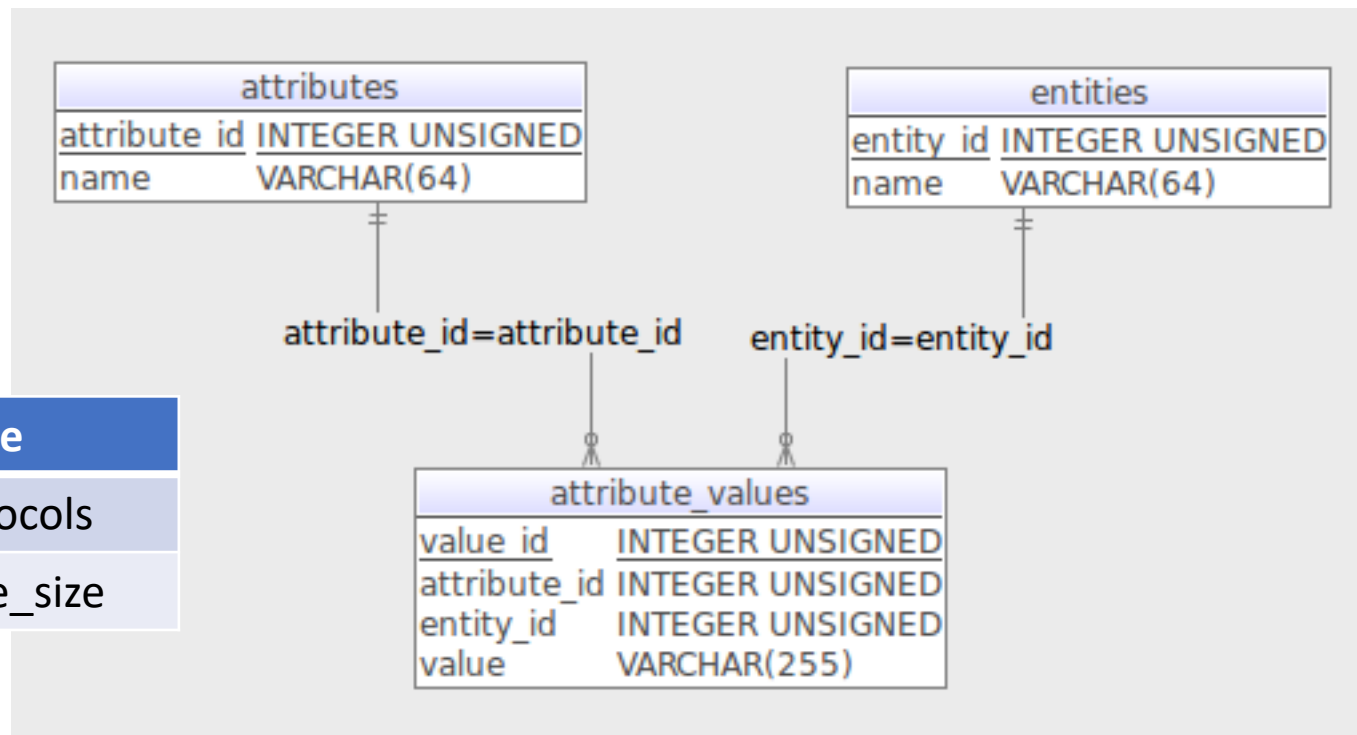 attributes
attribute_id INTEGER UNSIGNED
name VARCHAR(64)
entities
entity_id INTEGER UNSIGNED
name VARCHAR(64)
attribute_id=attribute_id
entity_id=entity_id
e
ocols
e_size
attribute_values
value_id INTEGER UNSIGNED
attribute_id INTEGER UNSIGNED
entity_id INTEGER UNSIGNED
value VARCHAR(255)